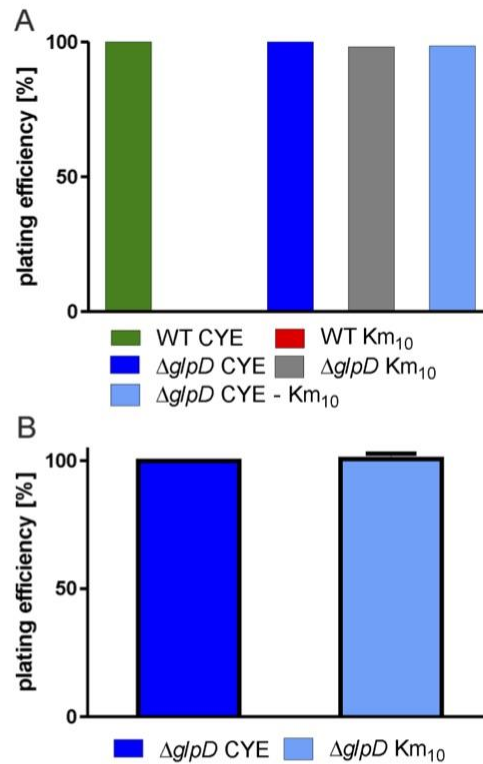 A
plating efficiency [%]
100
50
0
WT CYE WT Km₁₀
ΔglpD CYE ΔglpD Km₁₀
ΔglpD CYE - Km₁₀
B
plating efficiency [%]
100
50
0
ΔglpD CYE ΔglpD Km₁₀